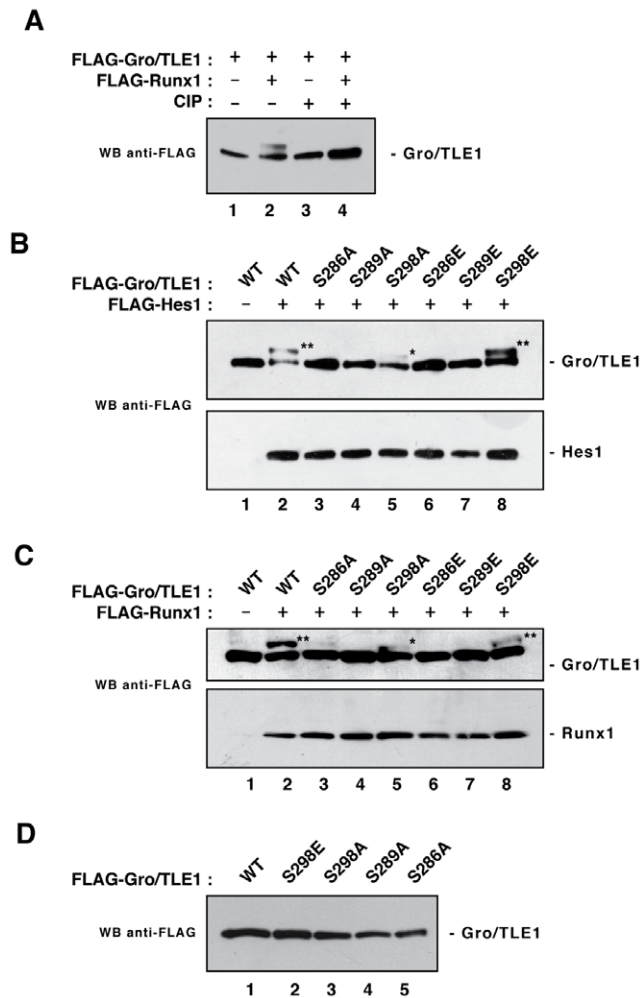 A
FLAG-Gro/TLE1 : + + + +
FLAG-Runx1 : – + – +
CIP : – – + +
WB anti-FLAG - Gro/TLE1
1 2 3 4
B
FLAG-Gro/TLE1: WT WT S286A S289A S298A S286E S289E S298E
FLAG-Hes1: – + + + + + + +
** * **
- Gro/TLE1
WB anti-FLAG
- Hes1
1 2 3 4 5 6 7 8
C
FLAG-Gro/TLE1: WT WT S286A S289A S298A S286E S289E S298E
FLAG-Runx1: – + + + + + + +
** * **
- Gro/TLE1
WB anti-FLAG
- Runx1
1 2 3 4 5 6 7 8
D
FLAG-Gro/TLE1 : WT S298E S298A S289A S286A
WB anti-FLAG - Gro/TLE1
1 2 3 4 5